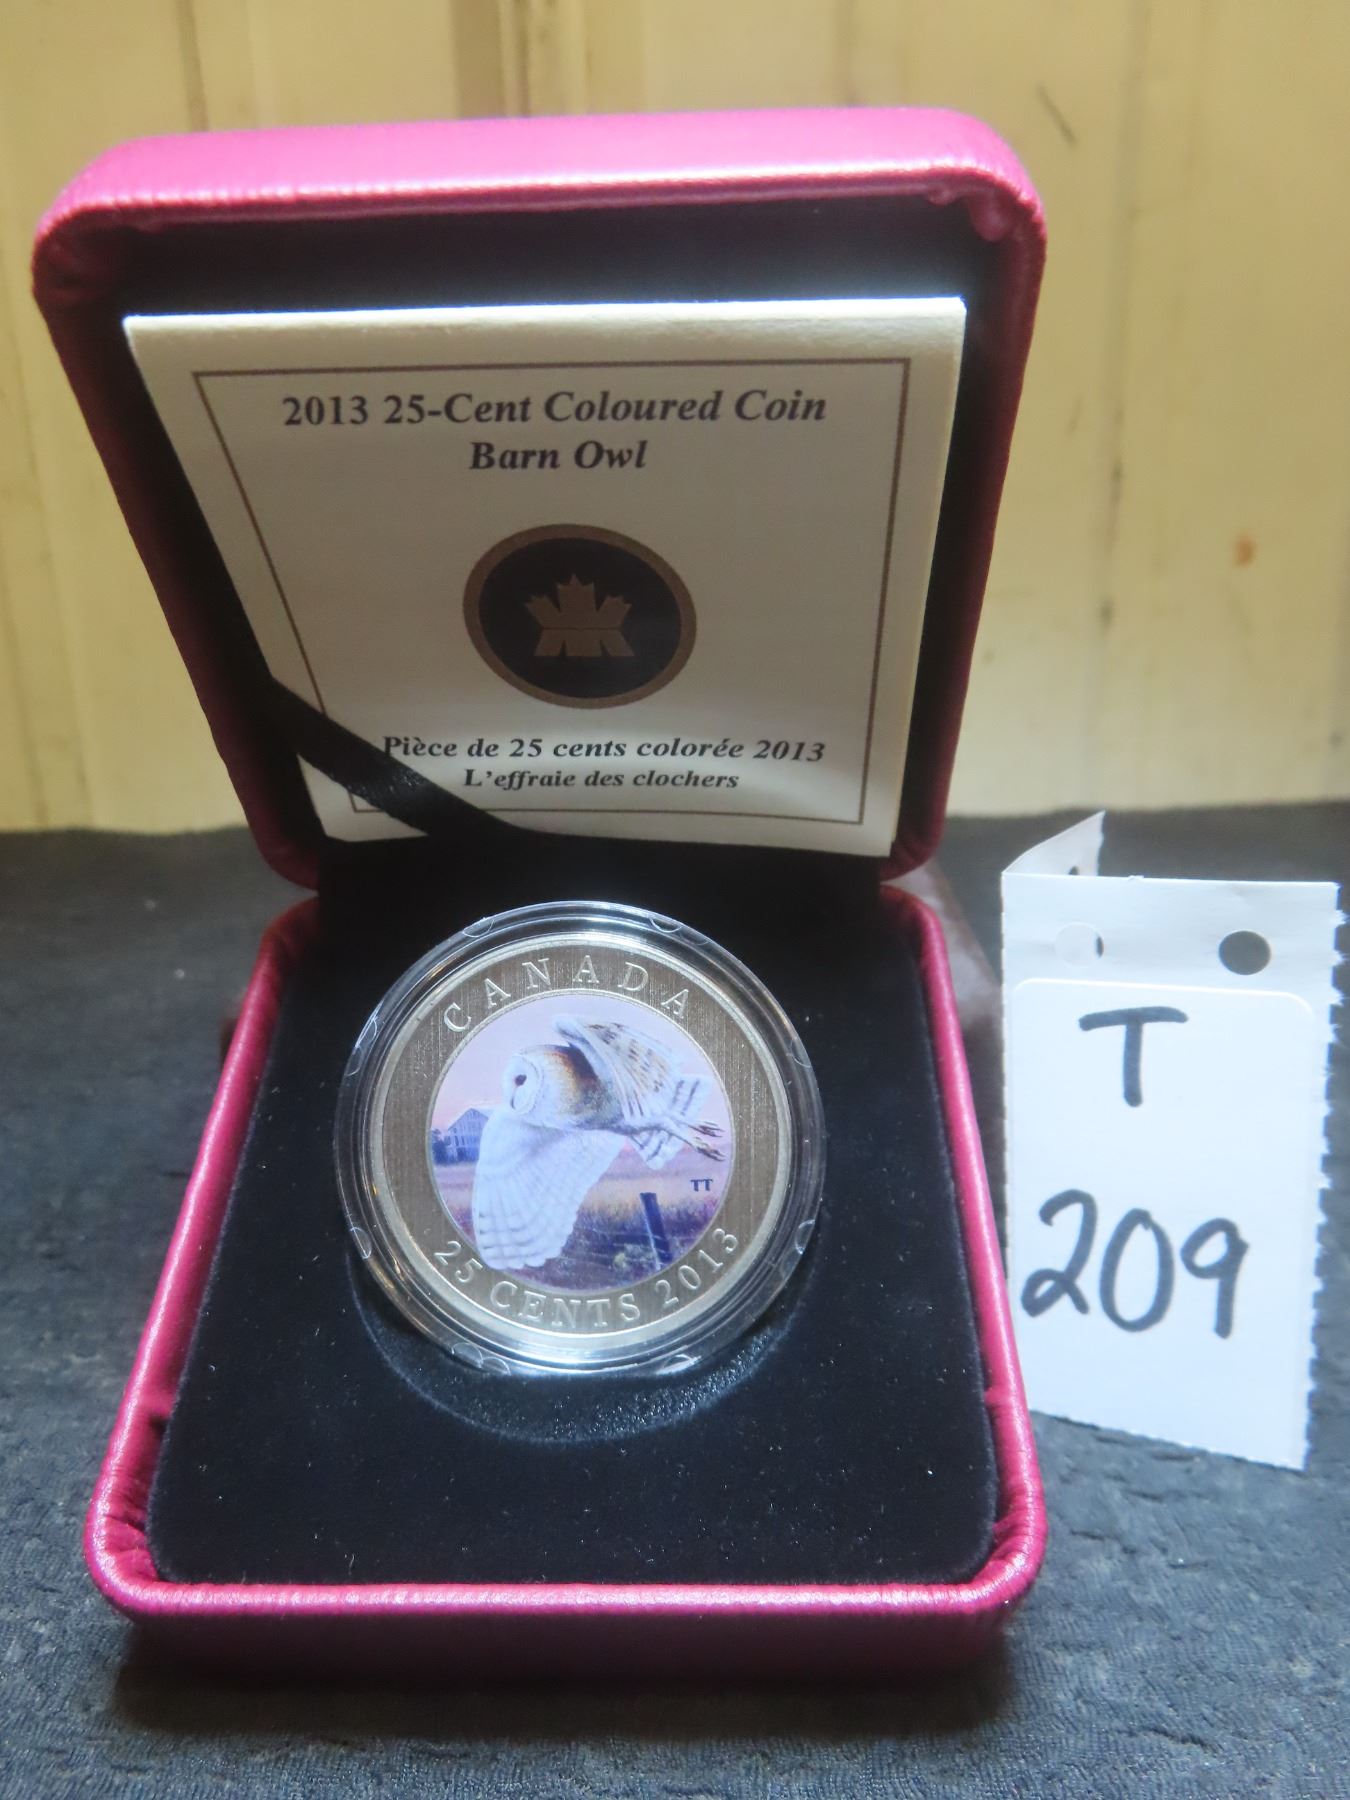 2013 25-Cent Coloured Coin
Barn Owl
Pièce de 25 cents colorée 2013
L'effraie des clochers
CANADA
TT
25 CENTS 2013
T
209